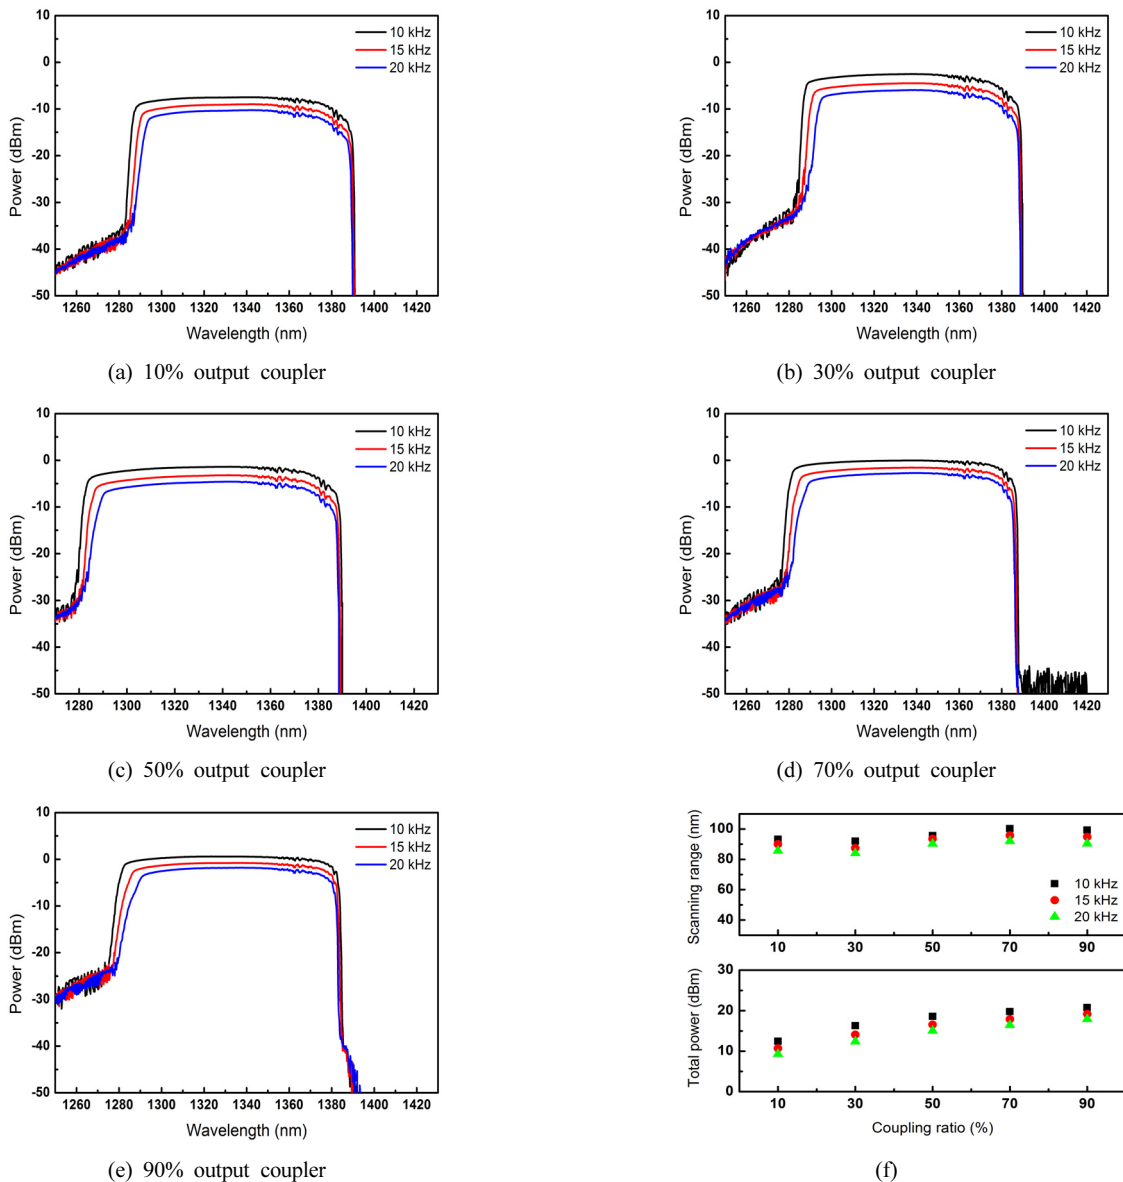 10
0
-10
-20
-30
-40
-50
Power (dBm)
10 kHz
15 kHz
20 kHz
1260 1280 1300 1320 1340 1360 1380 1400 1420
Wavelength (nm)
(a) 10% output coupler
10
0
-10
-20
-30
-40
-50
Power (dBm)
10 kHz
15 kHz
20 kHz
1260 1280 1300 1320 1340 1360 1380 1400 1420
Wavelength (nm)
(b) 30% output coupler
10
0
-10
-20
-30
-40
-50
Power (dBm)
10 kHz
15 kHz
20 kHz
1280 1300 1320 1340 1360 1380 1400 1420
Wavelength (nm)
(c) 50% output coupler
10
0
-10
-20
-30
-40
-50
Power (dBm)
10 kHz
15 kHz
20 kHz
1260 1280 1300 1320 1340 1360 1380 1400 1420
Wavelength (nm)
(d) 70% output coupler
10
0
-10
-20
-30
-40
-50
Power (dBm)
10 kHz
15 kHz
20 kHz
1260 1280 1300 1320 1340 1360 1380 1400 1420
Wavelength (nm)
(e) 90% output coupler
100
80
60
40
Scanning range (nm)
10 kHz
15 kHz
20 kHz
10 30 50 70 90
30
20
10
0
Total power (dBm)
10 30 50 70 90
Coupling ratio (%)
(f)